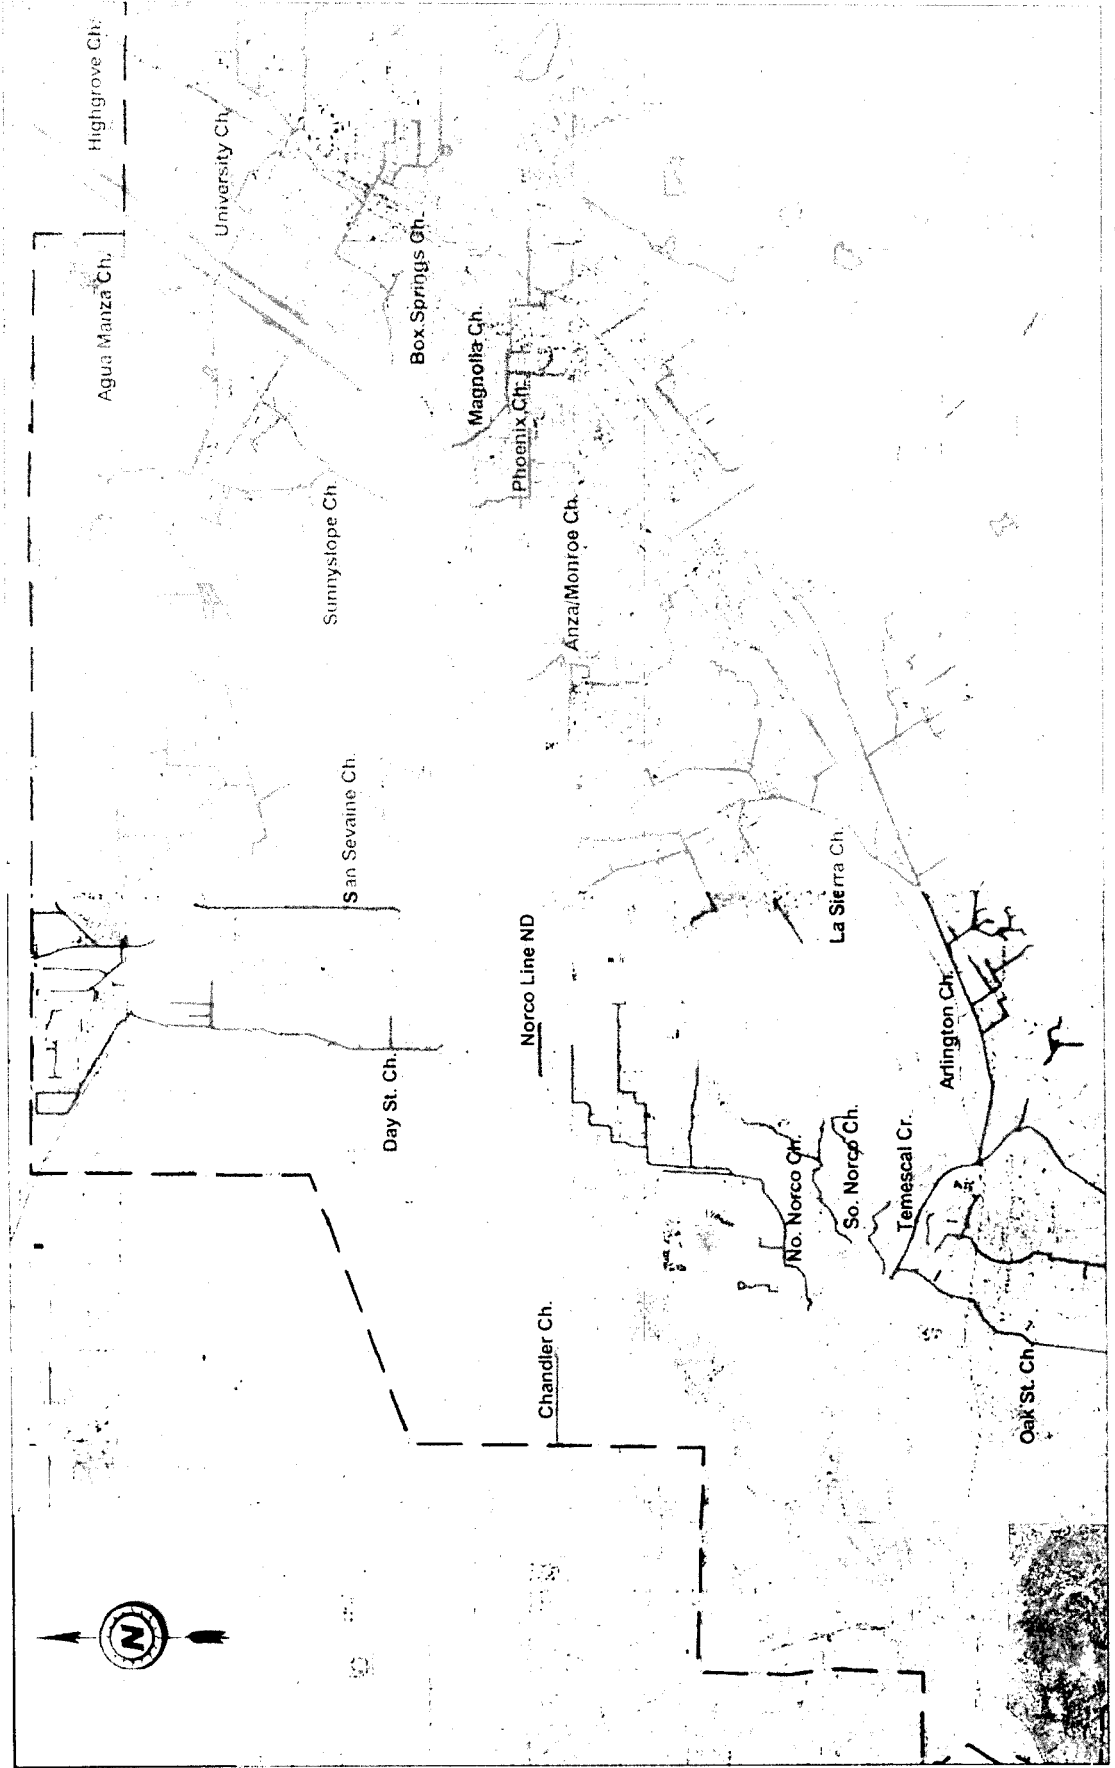 Highgrove Ch.
Agua Manza Ch.
University Ch.
Box Springs Ch.
Sunnyslope Ch.
Magnolia Ch.
Phoenix Ch.
Anza/Monroe Ch.
San Sevaine Ch.
Day St. Ch.
Norco Line ND
La Sierra Ch.
Arlington Ch.
No. Norco Ch.
So. Norco Ch.
Temescal Cr.
Chandler Ch.
Oak St. Ch.
N